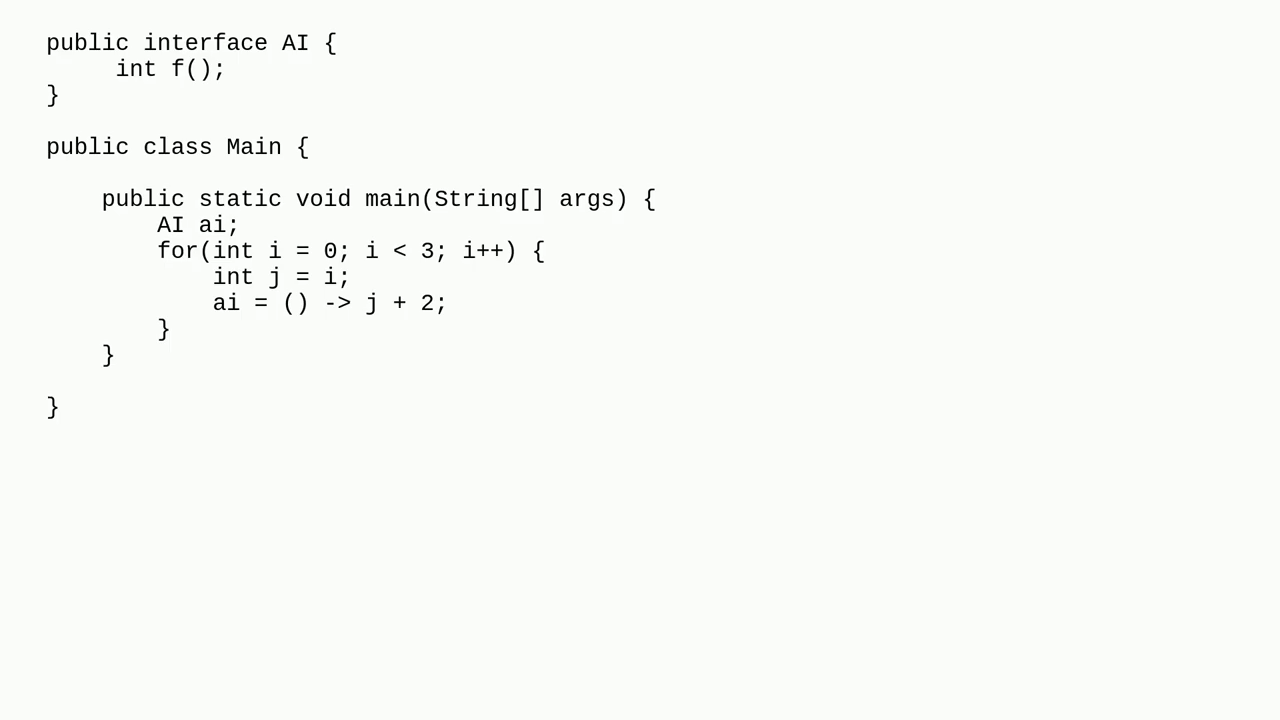 public interface AI {
     int f();
}
public class Main {
    public static void main(String[] args) {
        AI ai;
        for(int i = 0; i < 3; i++) {
            int j = i;
            ai = () -> j + 2;
        }
    }
}